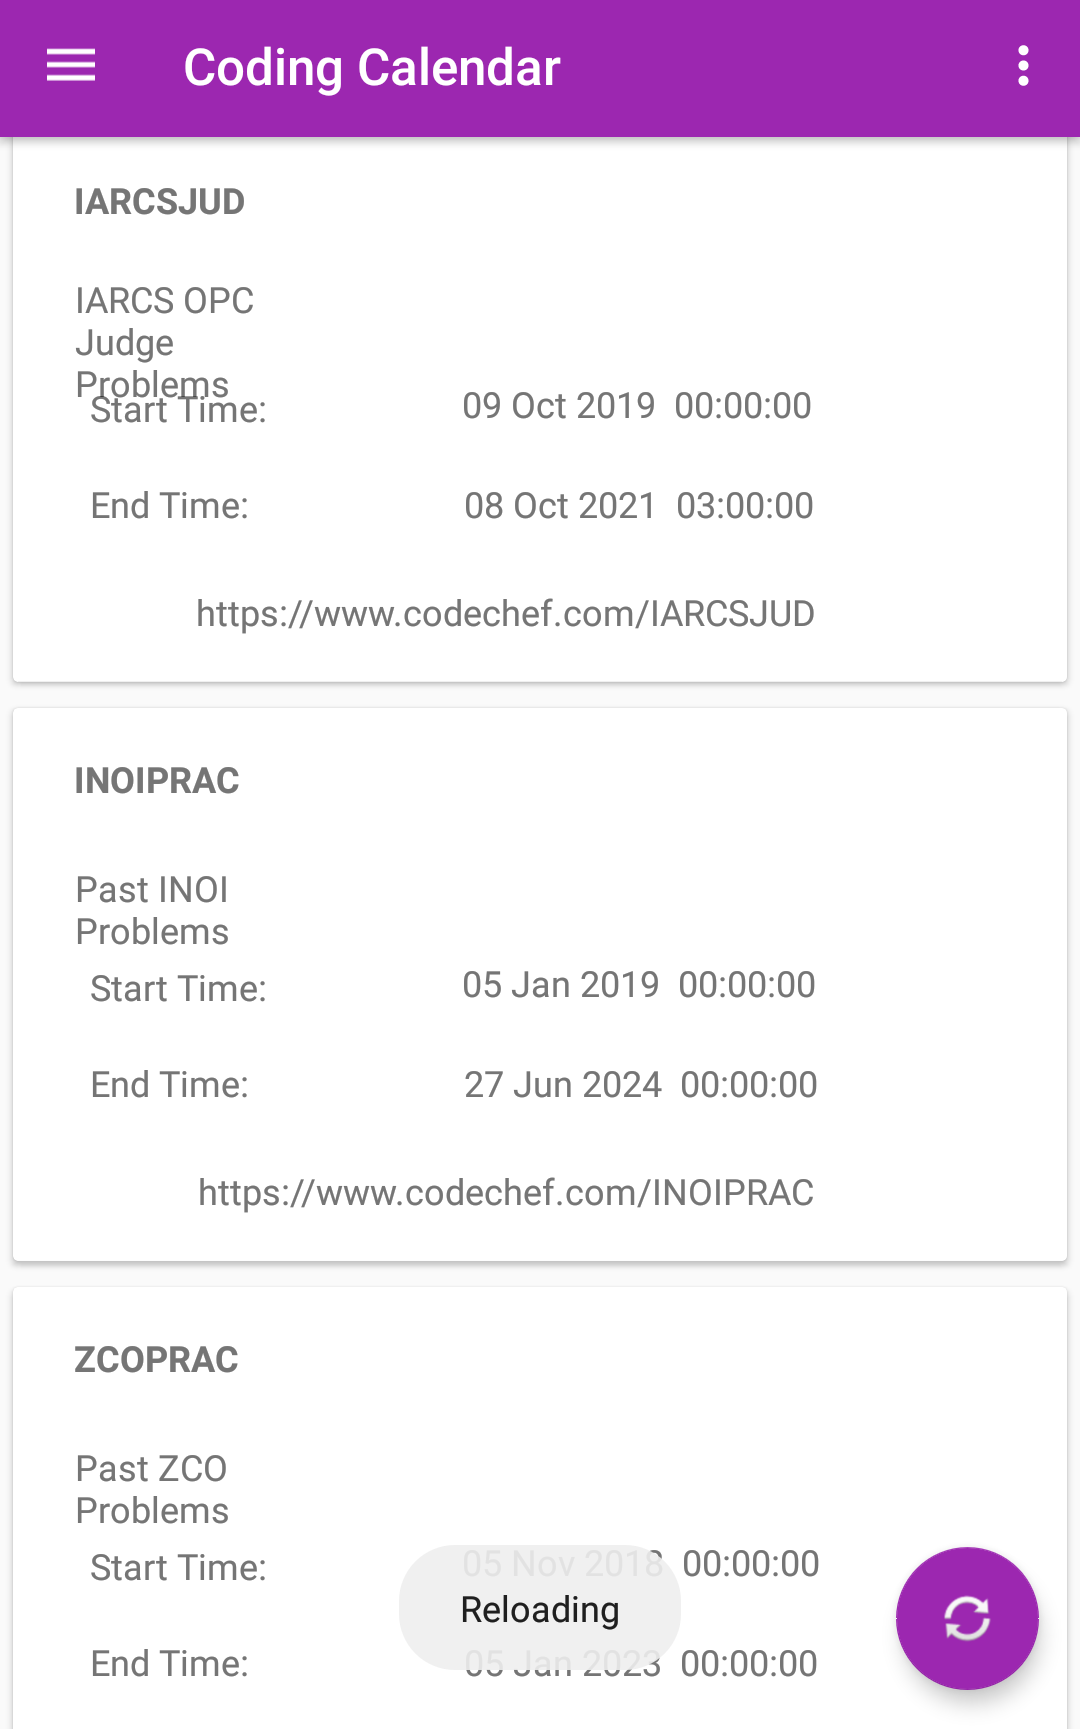 Coding Calendar
IARCSJUD
IARCS OPC
Judge
Problems
Start Time: 09 Oct 2019 00:00:00
End Time: 08 Oct 2021 03:00:00
https://www.codechef.com/IARCSJUD
INOIPRAC
Past INOI
Problems
Start Time: 05 Jan 2019 00:00:00
End Time: 27 Jun 2024 00:00:00
https://www.codechef.com/INOIPRAC
ZCOPRAC
Past ZCO
Problems
Start Time: 05 Nov 2018 00:00:00
Reloading
End Time: 05 Jan 2023 00:00:00